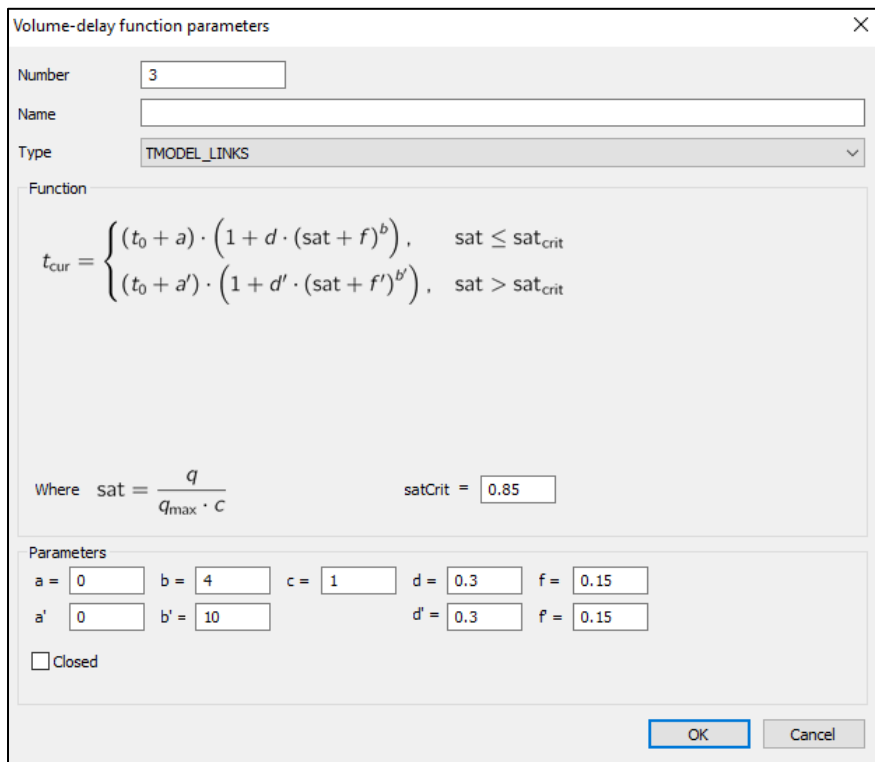 Volume-delay function parameters
Number 3
Name
Type TMODEL_LINKS
Function
t_cur = { (t_0 + a) · (1 + d · (sat + f)^b) , sat ≤ sat_crit
(t_0 + a′) · (1 + d′ · (sat + f′)^b′) , sat > sat_crit
Where sat = q / (q_max · c) satCrit = 0.85
Parameters
a = 0 b = 4 c = 1 d = 0.3 f = 0.15
a' 0 b' = 10 d' = 0.3 f' = 0.15
Closed
OK Cancel